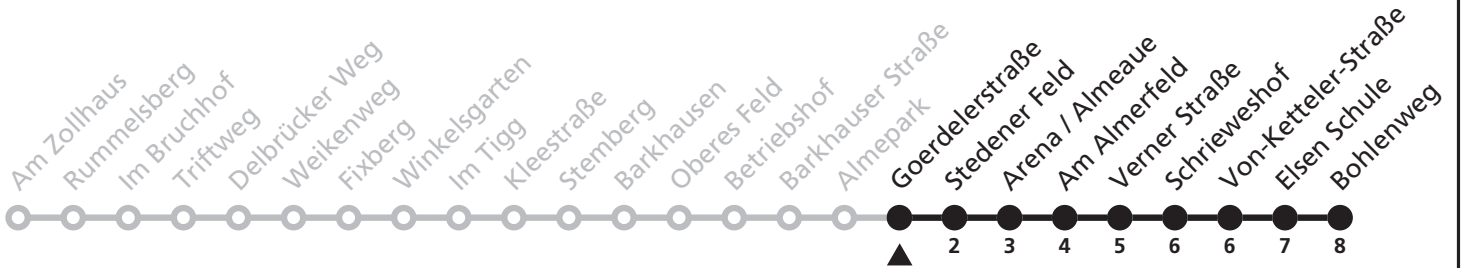 Am Zollhaus
Rummelsberg
Im Bruchhof
Triftweg
Delbrücker Weg
Weikenweg
Fixberg
Winkelsgarten
Im Tigg
Kleestraße
Stemberg
Barkhausen
Oberes Feld
Betriebshof
Barkhauser Straße
Almepark
Goerdelerstraße
Stedener Feld
Arena / Almeaue
Am Almerfeld
Verner Straße
Schrieweshof
Von-Ketteler-Straße
Elsen Schule
Bohlenweg
2 3 4 5 6 6 7 8